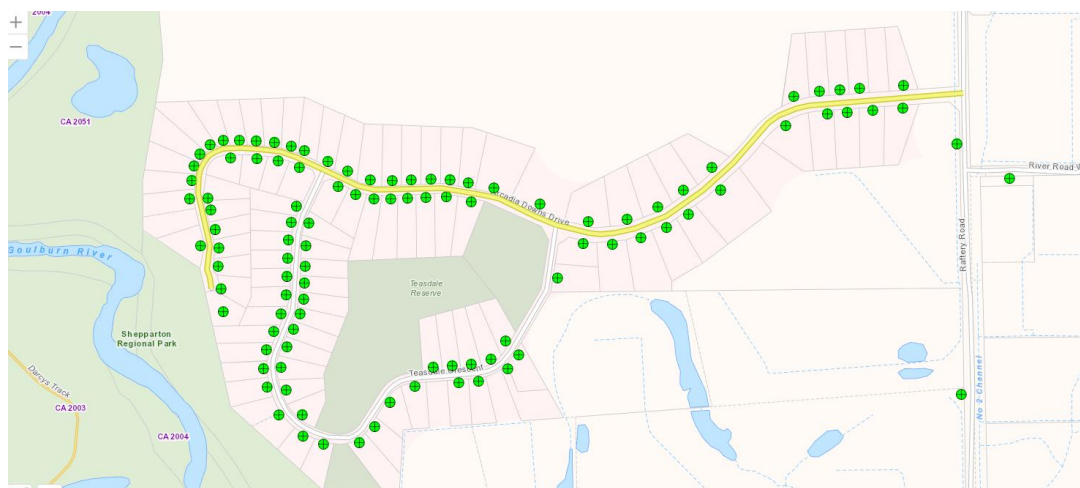 2004
CA 2051
Arcadia Downs Drive
River Road W
Raftery Road
Goulburn River
Teasdale
Reserve
Shepparton
Regional Park
Darcys Track
Teasdale Crescent
CA 2003
No 2 Channel
CA 2004